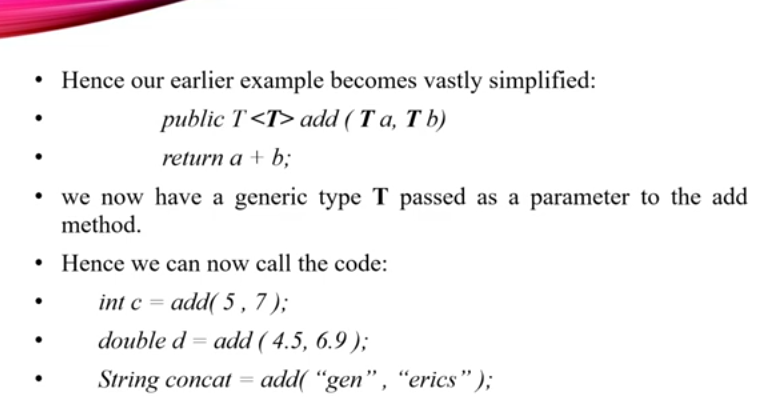 • Hence our earlier example becomes vastly simplified:
• public T <T> add ( T a, T b)
• return a + b;
• we now have a generic type T passed as a parameter to the add
method.
• Hence we can now call the code:
• int c = add( 5 , 7 );
• double d = add ( 4.5, 6.9 );
• String concat = add( “gen” , “erics” );